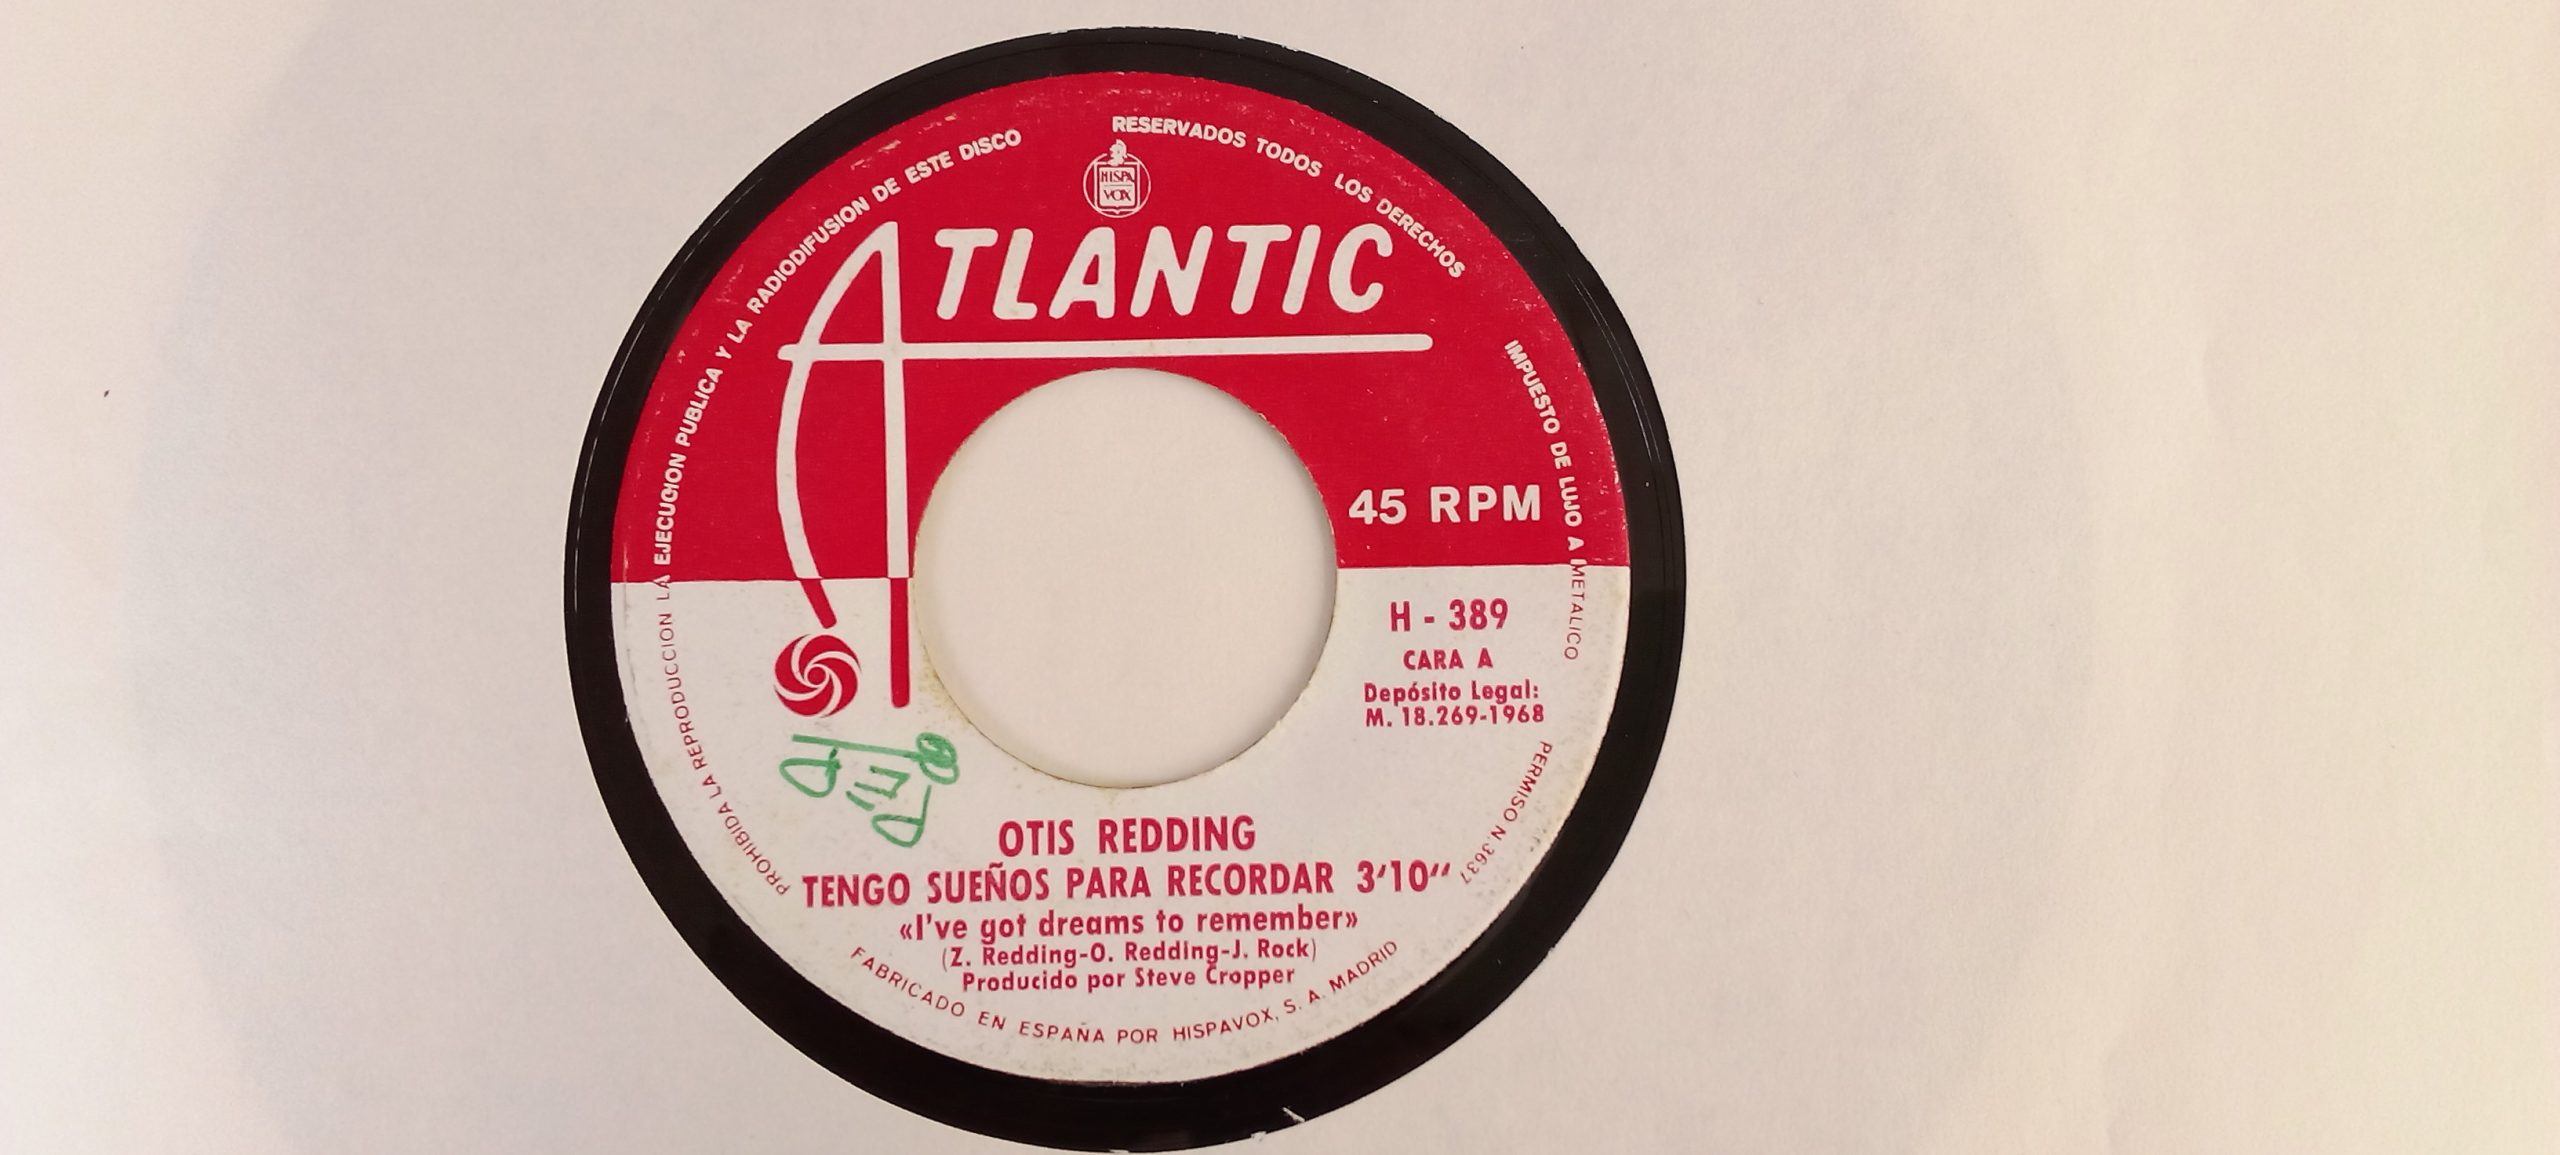 PROHIBIDA LA REPRODUCCION LA EJECUCION PUBLICA Y LA RADIODIFUSION DE ESTE DISCO
RESERVADOS TODOS LOS DERECHOS
HISPA
VOX
ATLANTIC
IMPUESTO DE LUJO A METALICO
45 RPM
H - 389
CARA A
Depósito Legal:
M. 18.269-1968
PERMISO N. 3637
OTIS REDDING
TENGO SUEÑOS PARA RECORDAR 3'10"
«I've got dreams to remember»
(Z. Redding-O. Redding-J. Rock)
Producido por Steve Cropper
FABRICADO EN ESPAÑA POR HISPAVOX, S. A. MADRID